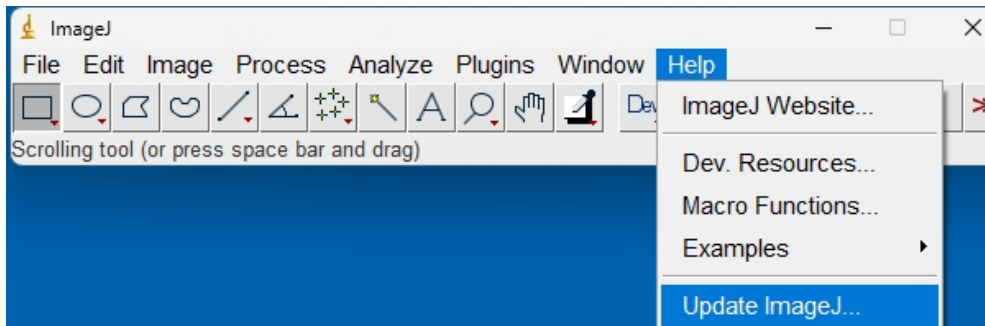 ImageJ
File Edit Image Process Analyze Plugins Window Help
A Dev
Scrolling tool (or press space bar and drag)
ImageJ Website...
Dev. Resources...
Macro Functions...
Examples
Update ImageJ...